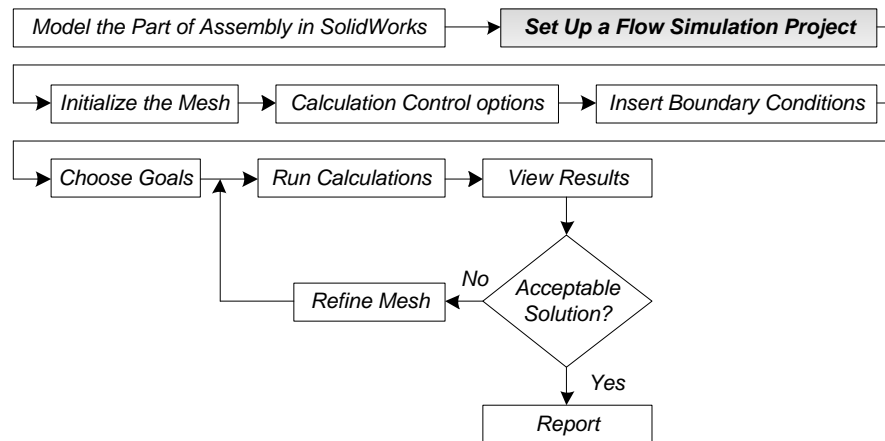 Model the Part of Assembly in SolidWorks
Set Up a Flow Simulation Project
Initialize the Mesh
Calculation Control options
Insert Boundary Conditions
Choose Goals
Run Calculations
View Results
No
Refine Mesh
Acceptable
Solution?
Yes
Report